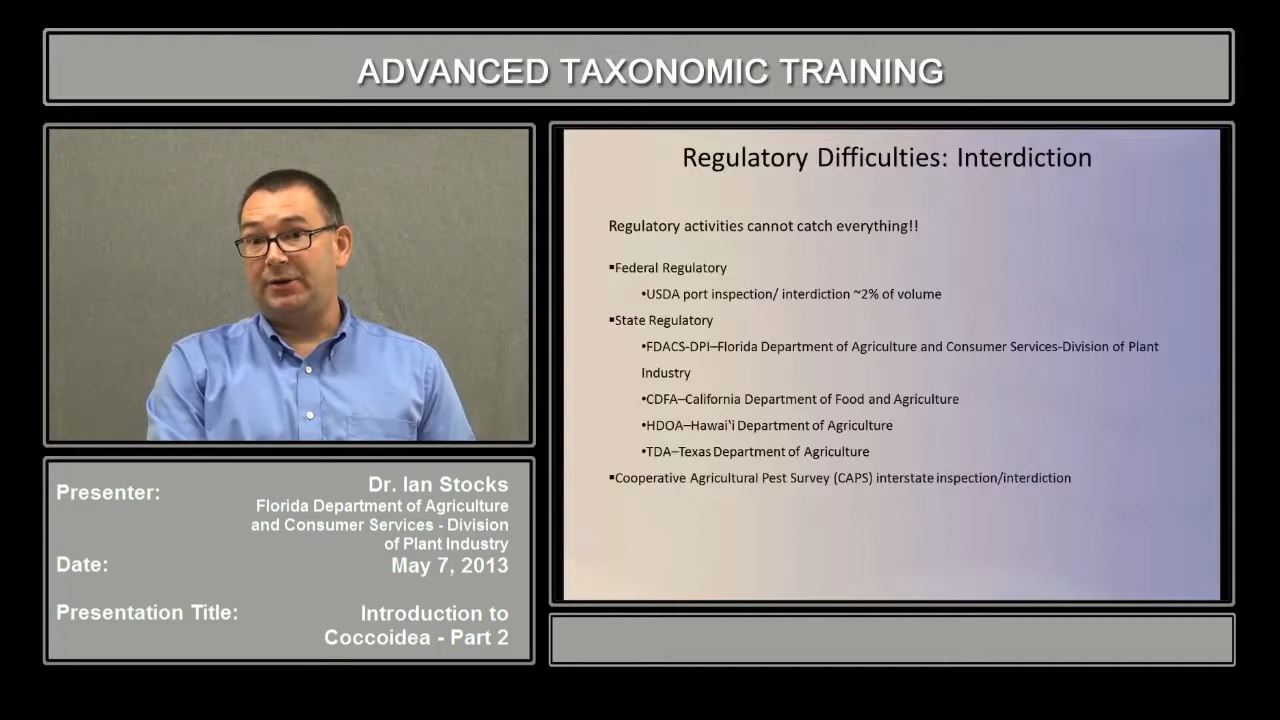 ADVANCED TAXONOMIC TRAINING
Regulatory Difficulties: Interdiction
Regulatory activities cannot catch everything!!
▪Federal Regulatory
•USDA port inspection/ interdiction ~2% of volume
▪State Regulatory
•FDACS-DPI–Florida Department of Agriculture and Consumer Services-Division of Plant
Industry
•CDFA–California Department of Food and Agriculture
•HDOA–Hawai'i Department of Agriculture
•TDA–Texas Department of Agriculture
▪Cooperative Agricultural Pest Survey (CAPS) interstate inspection/interdiction
Presenter: Dr. Ian Stocks
Florida Department of Agriculture
and Consumer Services - Division
of Plant Industry
Date: May 7, 2013
Presentation Title: Introduction to
Coccoidea - Part 2